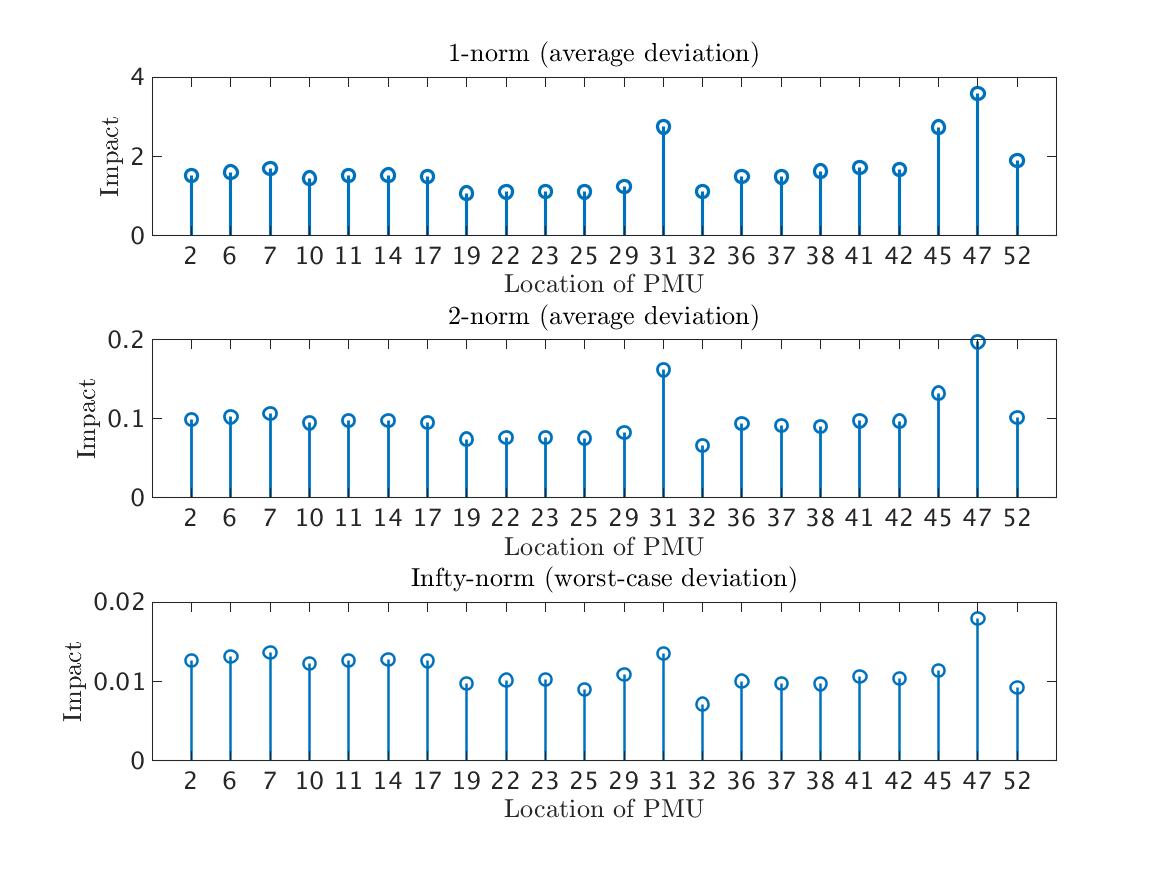 1-norm (average deviation)
4
2
0
Impact
2 6 7 10 11 14 17 19 22 23 25 29 31 32 36 37 38 41 42 45 47 52
Location of PMU
2-norm (average deviation)
0.2
0.1
0
Impact
2 6 7 10 11 14 17 19 22 23 25 29 31 32 36 37 38 41 42 45 47 52
Location of PMU
Infty-norm (worst-case deviation)
0.02
0.01
0
Impact
2 6 7 10 11 14 17 19 22 23 25 29 31 32 36 37 38 41 42 45 47 52
Location of PMU